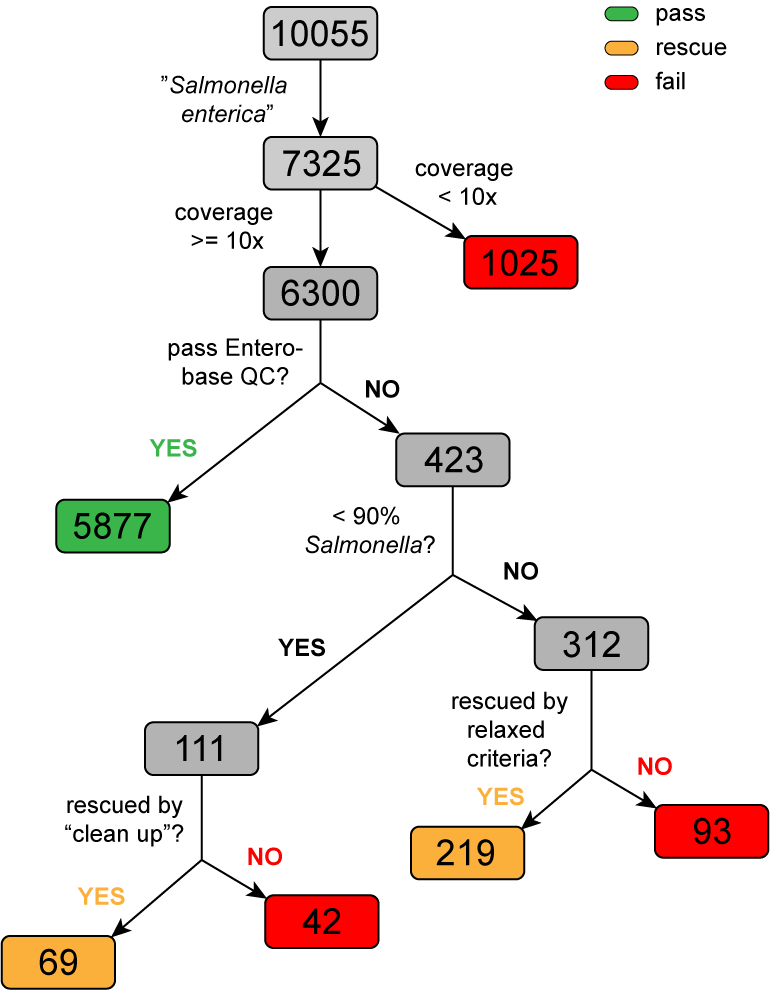 10055
pass
rescue
fail
”Salmonella
enterica”
7325
coverage
< 10x
coverage
>= 10x
1025
6300
pass Entero-
base QC?
NO
YES
423
5877
< 90%
Salmonella?
NO
YES
312
rescued by
relaxed
criteria?
111
NO
YES
rescued by
“clean up”?
93
219
NO
YES
42
69